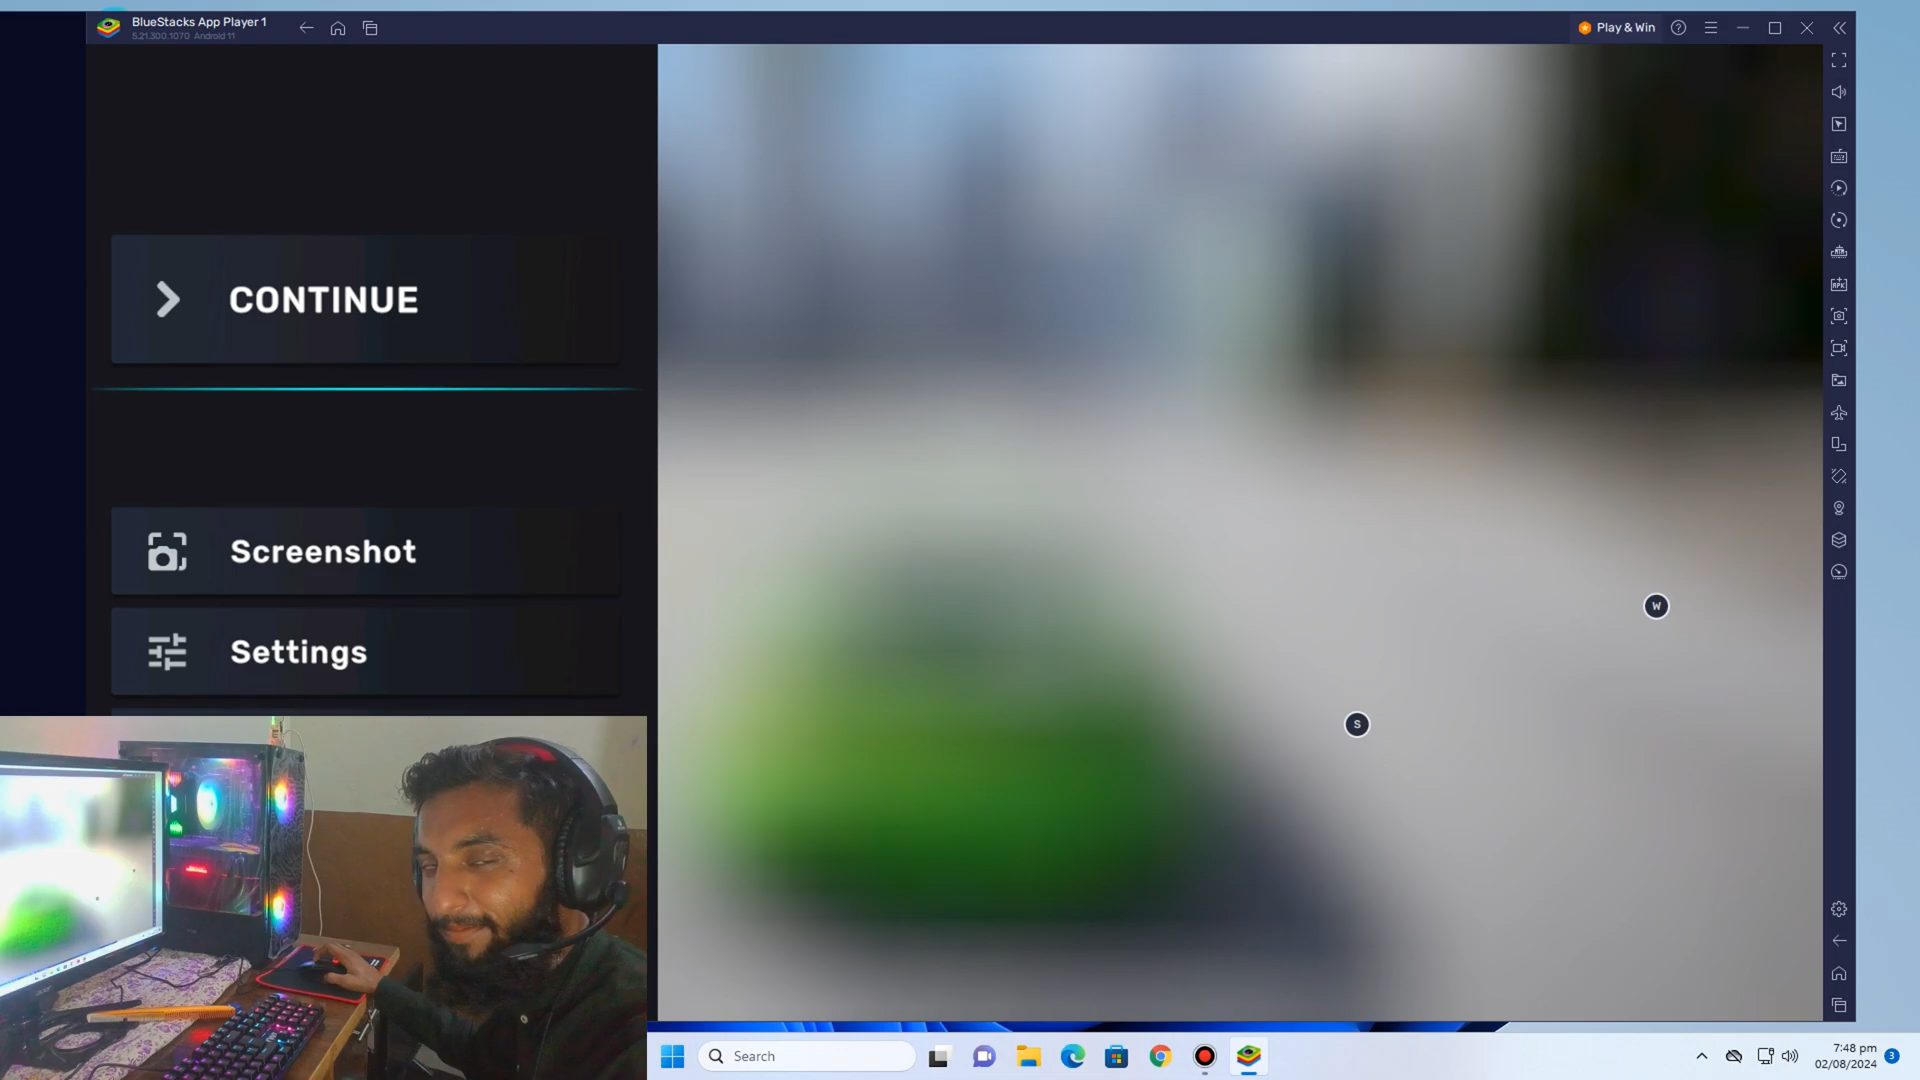 BlueStacks App Player 1
5.21.300.1070 Android 11
Play & Win
CONTINUE
Screenshot
Settings
W
S
Search
7:48 pm
02/08/2024
3